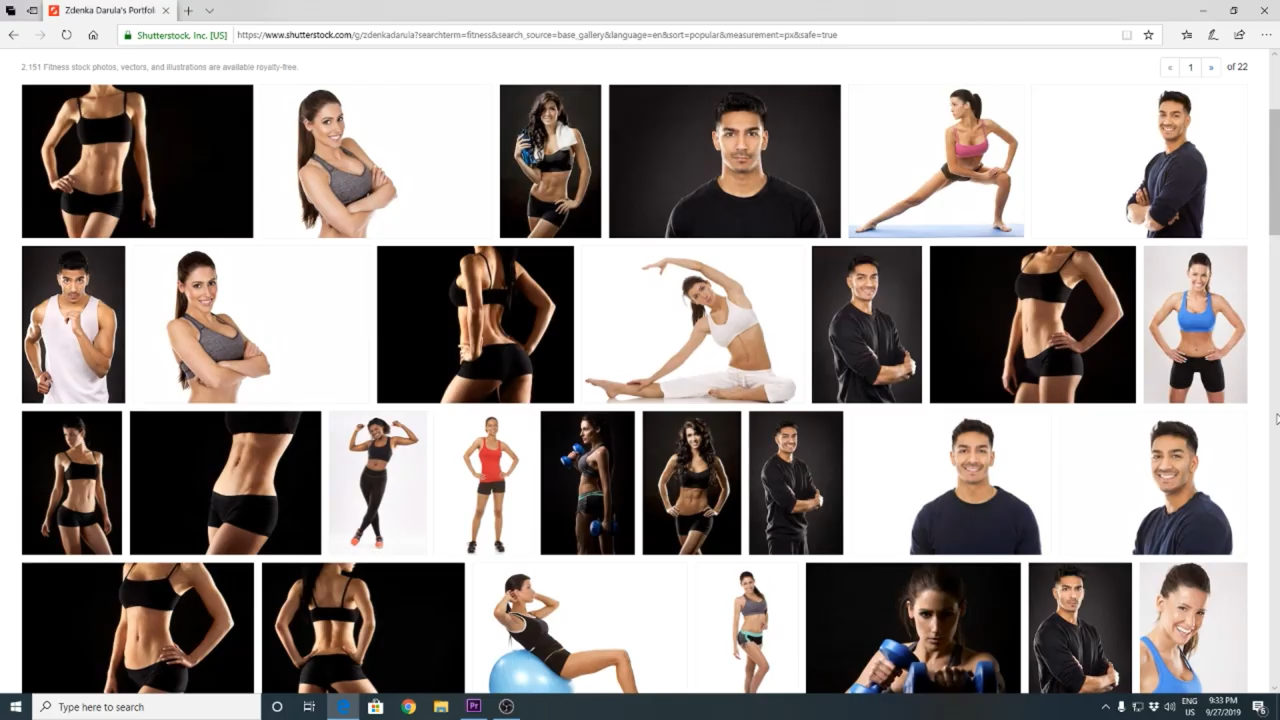 Zdenka Darula's Portfol
Shutterstock, Inc. [US]
https://www.shutterstock.com/g/zdenkadarula?searchterm=fitness&search_source=base_gallery&language=en&sort=popular&measurement=px&safe=true
2,151 Fitness stock photos, vectors, and illustrations are available royalty-free.
« 1 » of 22
Type here to search
Pr
ENG
US
9:33 PM
9/27/2019
6